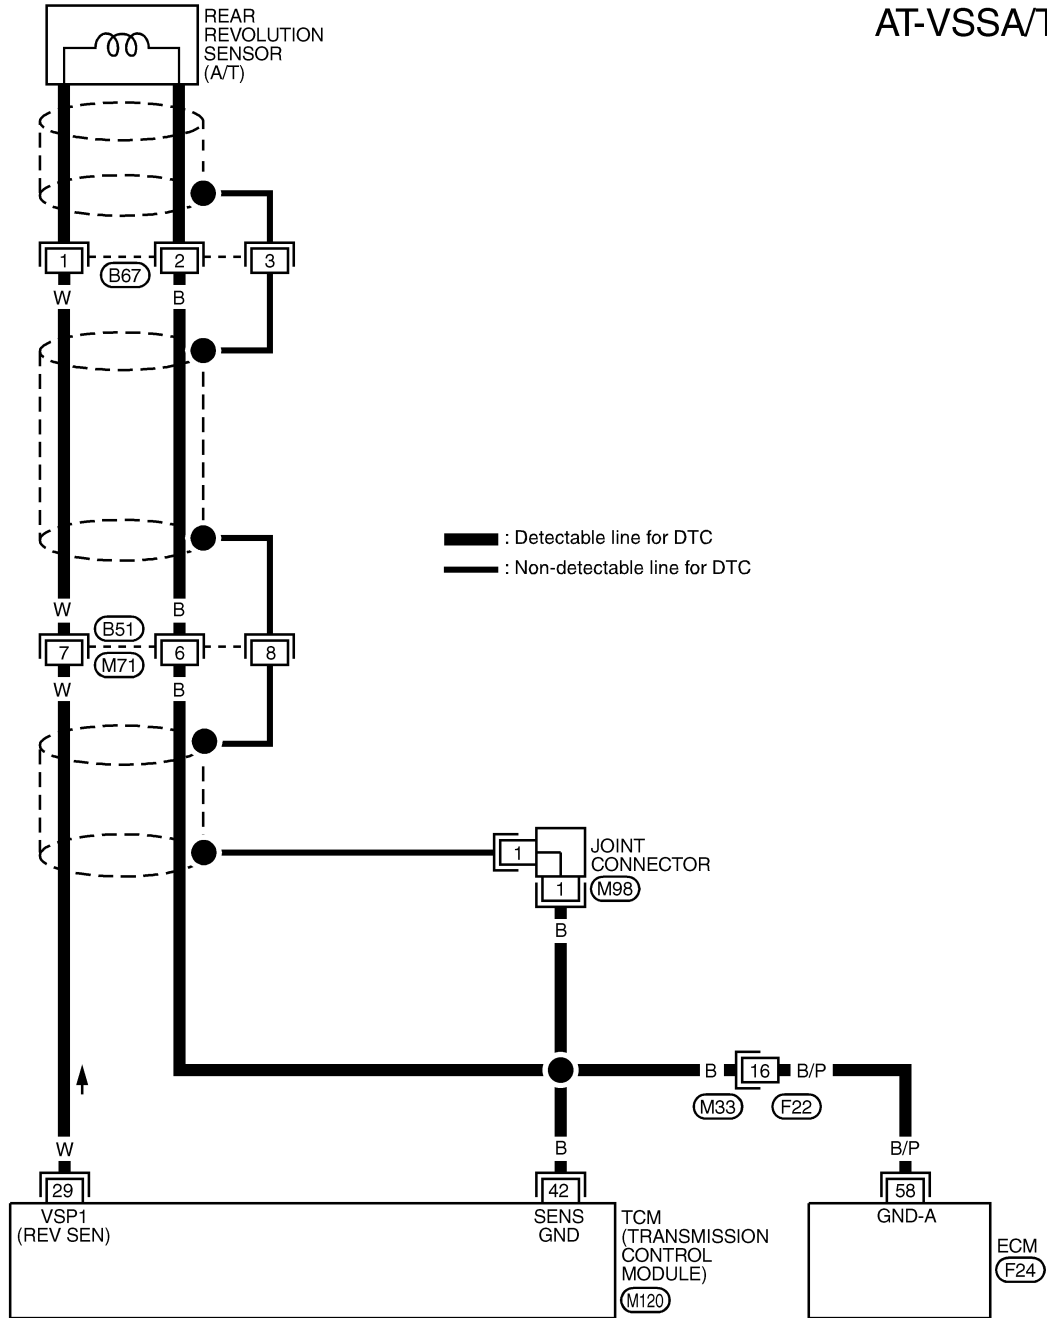 AT-VSSA/T
REAR
REVOLUTION
SENSOR
(A/T)
1
2
3
B67
W
B
: Detectable line for DTC
: Non-detectable line for DTC
W
B
B51
7
6
8
M71
W
B
1
JOINT
CONNECTOR
1
M98
B
B
16
B/P
M33
F22
W
B
B/P
29
42
58
VSP1
(REV SEN)
SENS
GND
TCM
(TRANSMISSION
CONTROL
MODULE)
M120
GND-A
ECM
F24